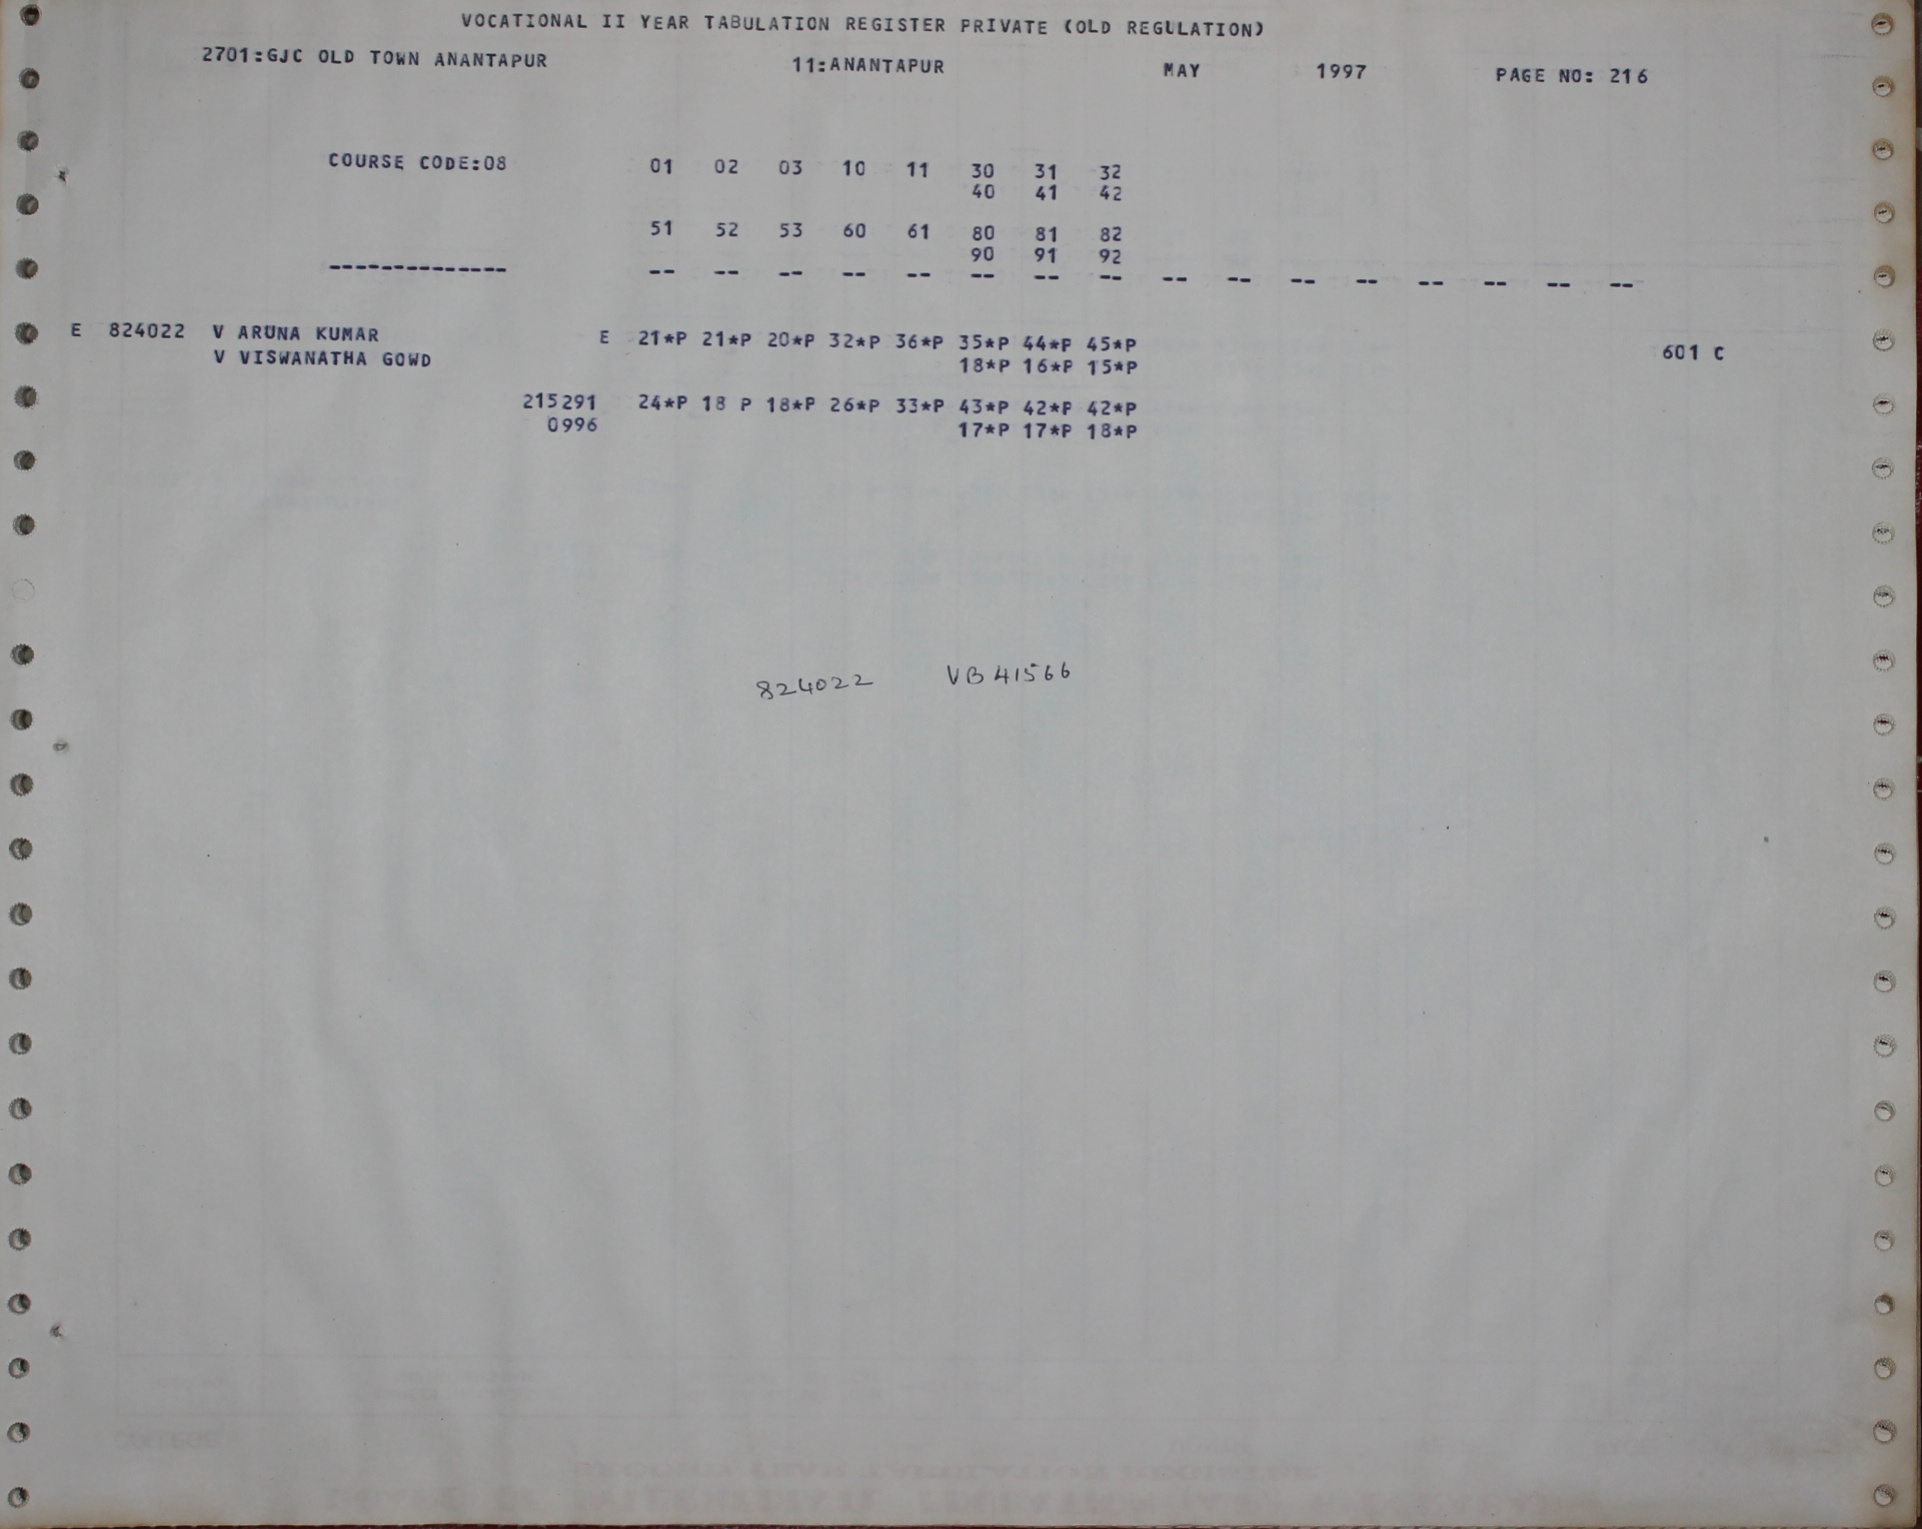 VOCATIONAL II YEAR TABULATION REGISTER PRIVATE (OLD REGULATION)
2701:GJC OLD TOWN ANANTAPUR 11:ANANTAPUR MAY 1997 PAGE NO: 216
COURSE CODE:08 01 02 03 10 11 30 31 32
40 41 42
51 52 53 60 61 80 81 82
90 91 92
-------------- -- -- -- -- -- -- -- -- -- -- -- -- -- -- -- --
E 824022 V ARUNA KUMAR E 21*P 21*P 20*P 32*P 36*P 35*P 44*P 45*P 601 C
V VISWANATHA GOWD 18*P 16*P 15*P
215291 24*P 18 P 18*P 26*P 33*P 43*P 42*P 42*P
0996 17*P 17*P 18*P
824022 VB 41566